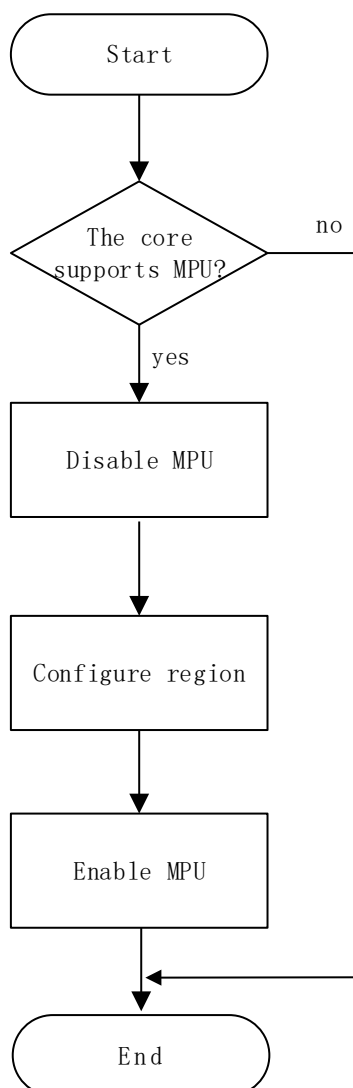 Start
The core
supports MPU?
no
yes
Disable MPU
Configure region
Enable MPU
End